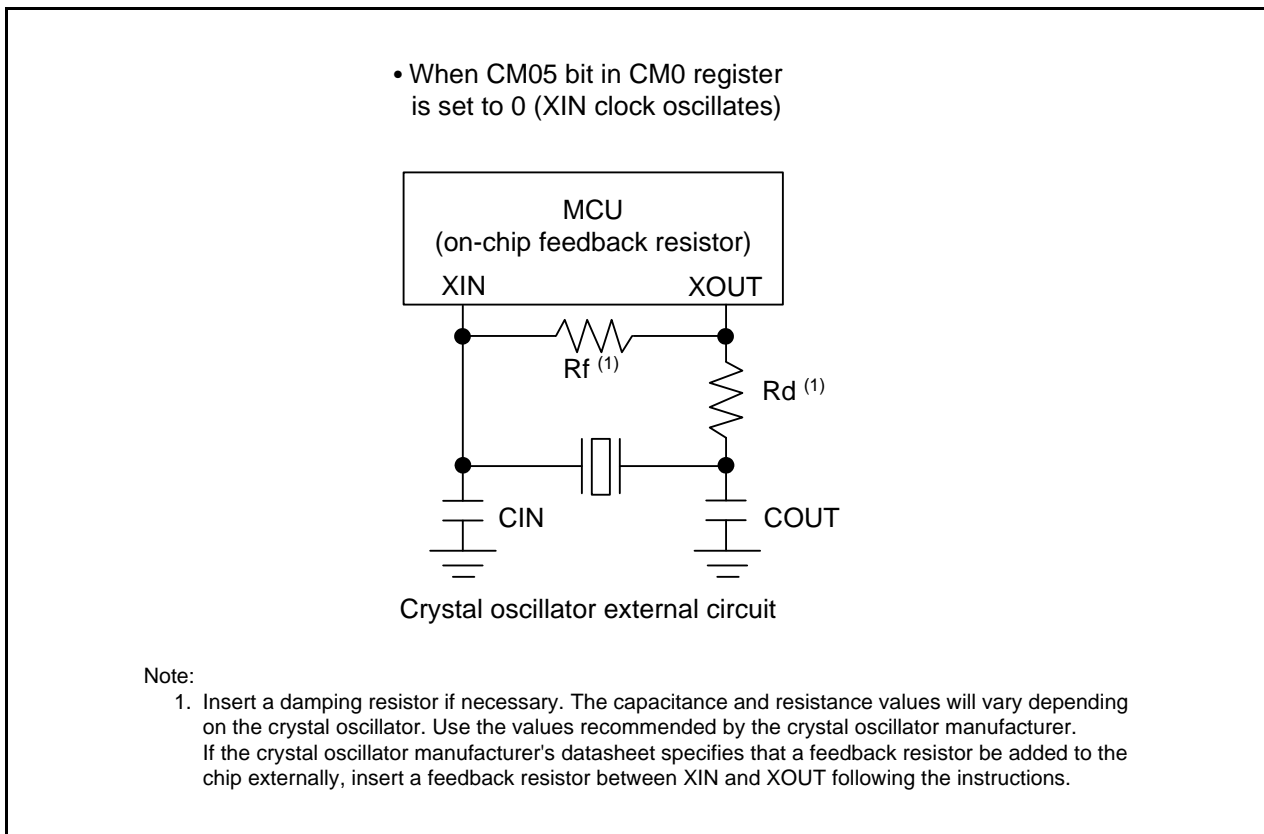 • When CM05 bit in CM0 register
is set to 0 (XIN clock oscillates)
MCU
(on-chip feedback resistor)
XIN XOUT
Rf (1)
Rd (1)
CIN COUT
Crystal oscillator external circuit
Note:
1. Insert a damping resistor if necessary. The capacitance and resistance values will vary depending
on the crystal oscillator. Use the values recommended by the crystal oscillator manufacturer.
If the crystal oscillator manufacturer's datasheet specifies that a feedback resistor be added to the
chip externally, insert a feedback resistor between XIN and XOUT following the instructions.